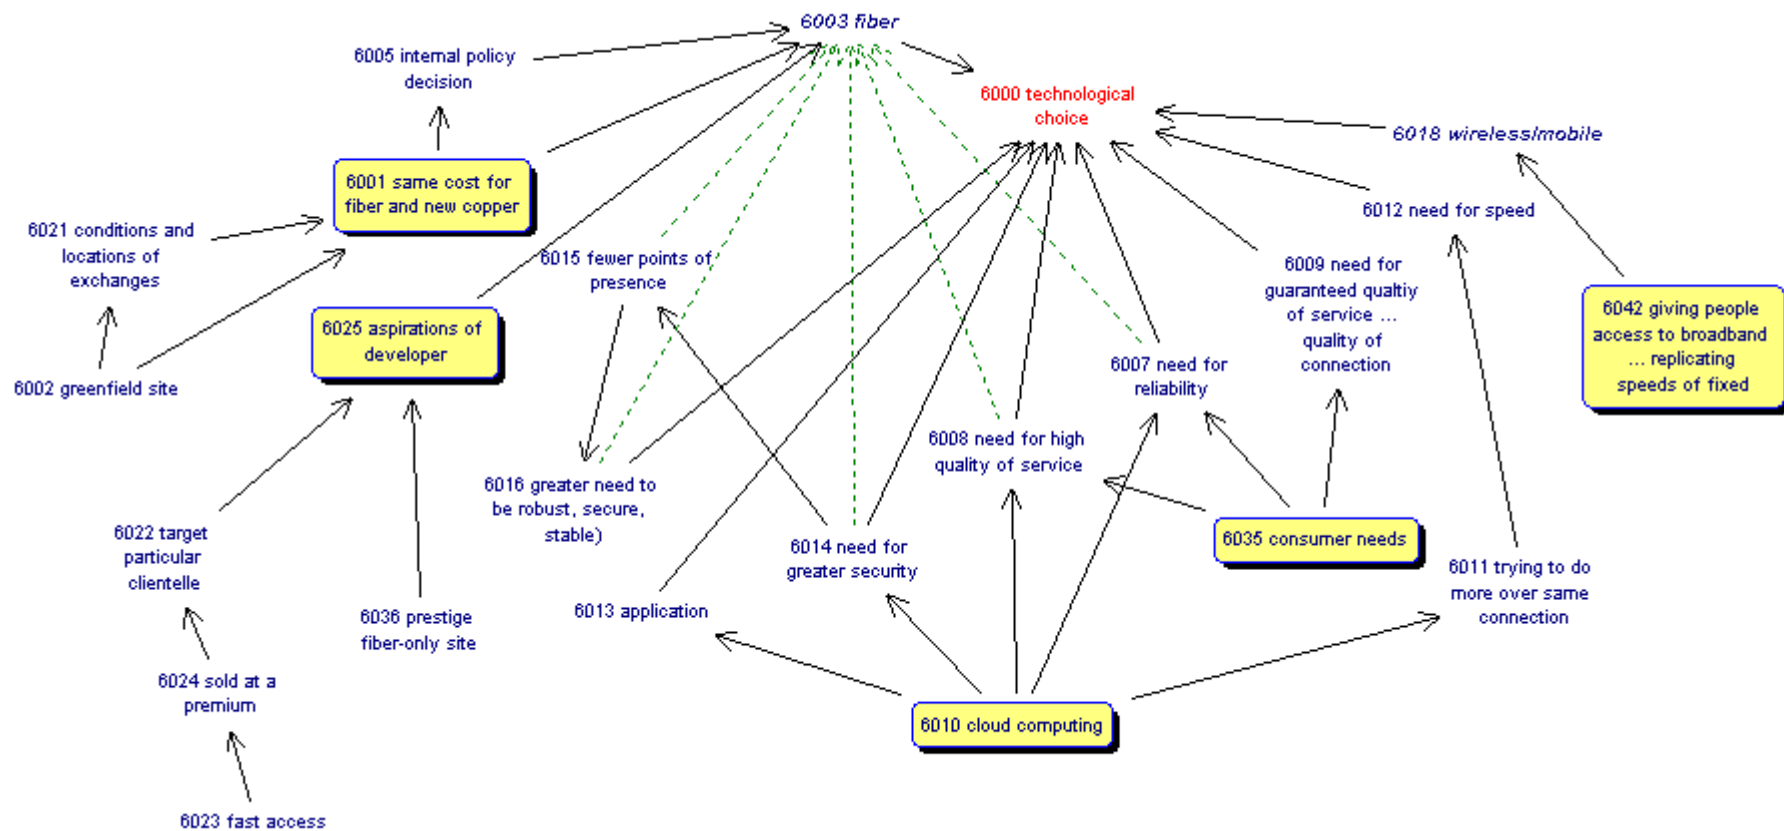 6003 fiber
6005 internal policy
decision
6000 technological
choice
6018 wireless/mobile
6001 same cost for
fiber and new copper
6012 need for speed
6021 conditions and
locations of
exchanges
6015 fewer points of
presence
6009 need for
guaranteed qualtiy
of service ...
quality of
connection
6042 giving people
access to broadband
... replicating
speeds of fixed
6025 aspirations of
developer
6002 greenfield site
6007 need for
reliability
6008 need for high
quality of service
6016 greater need to
be robust, secure,
stable)
6022 target
particular
clientelle
6014 need for
greater security
6035 consumer needs
6011 trying to do
more over same
connection
6036 prestige
fiber-only site
6013 application
6024 sold at a
premium
6010 cloud computing
6023 fast access